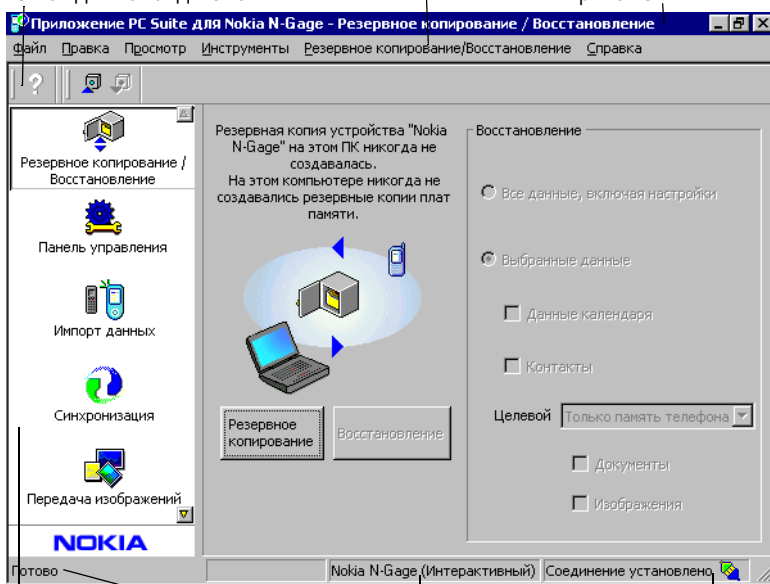 Приложение PC Suite для Nokia N-Gage - Резервное копирование / Восстановление
Файл Правка Просмотр Инструменты Резервное копирование/Восстановление Справка
Резервное копирование /
Восстановление
Панель управления
Импорт данных
Синхронизация
Передача изображений
NOKIA
Резервная копия устройства "Nokia
N-Gage" на этом ПК никогда не
создавалась.
На этом компьютере никогда не
создавались резервные копии плат
памяти.
Резервное
копирование
Восстановление
Восстановление
Все данные, включая настройки
Выбранные данные
Данные календаря
Контакты
Целевой Только память телефона
Документы
Изображения
Готово
Nokia N-Gage (Интерактивный)
Соединение установлено